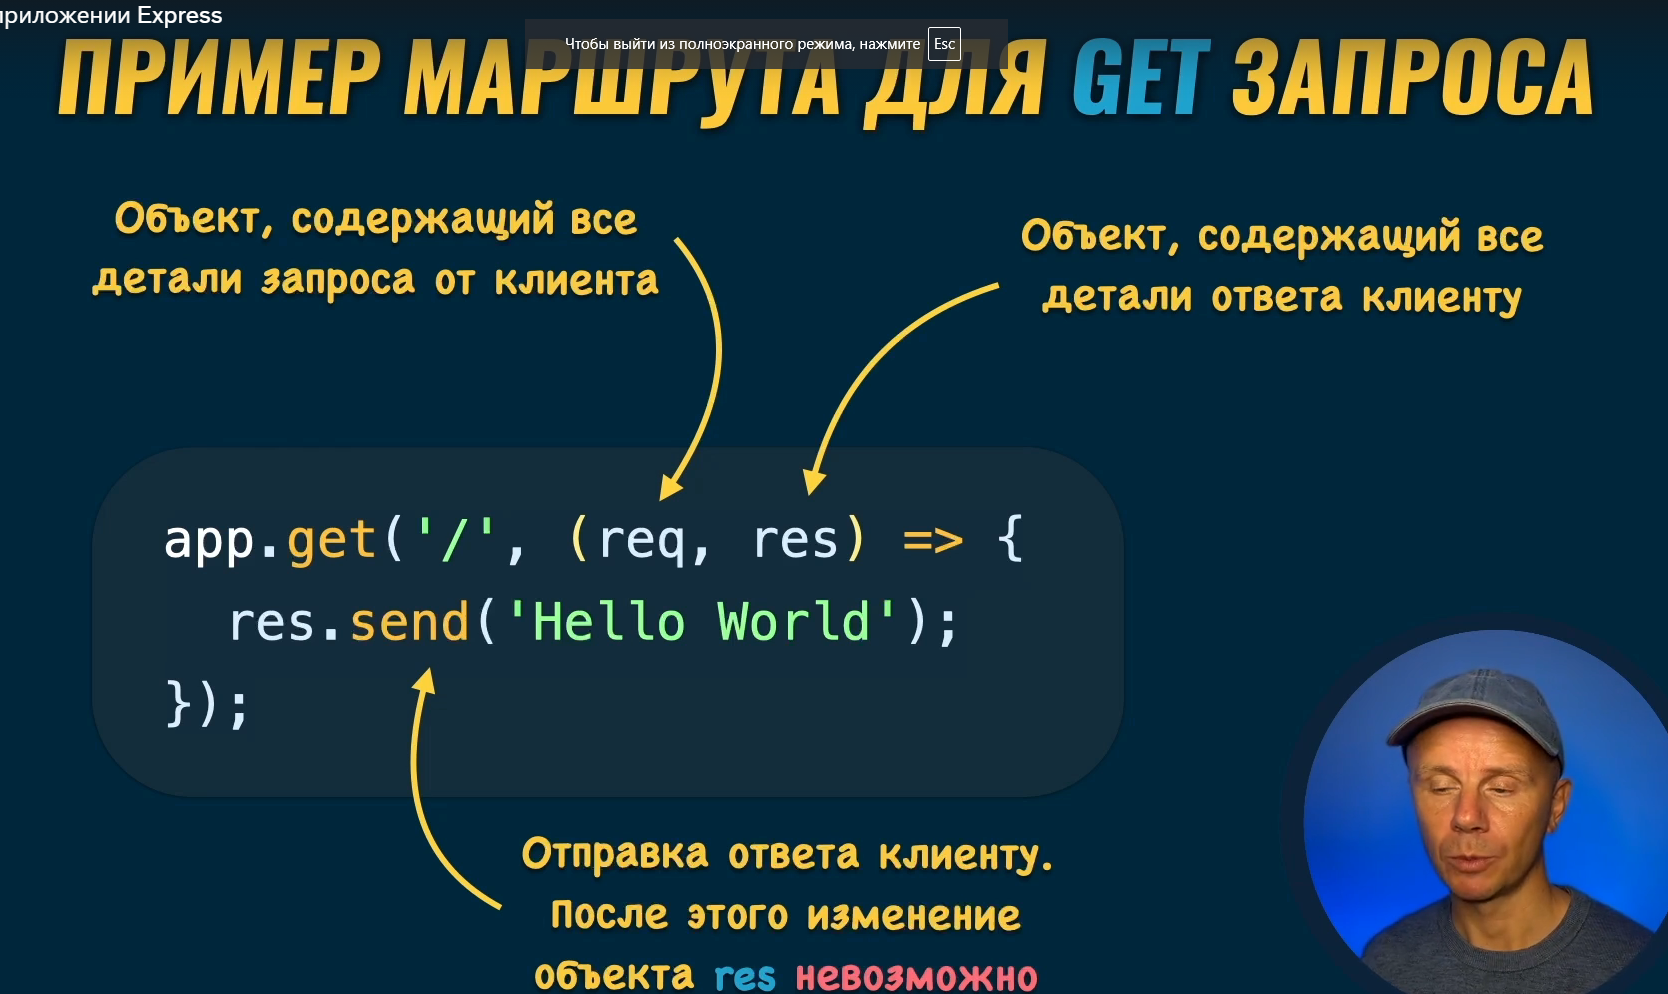 приложении Express
Чтобы выйти из полноэкранного режима, нажмите Esc
ПРИМЕР МАРШРУТА ДЛЯ GET ЗАПРОСА
Объект, содержащий все
детали запроса от клиента
Объект, содержащий все
детали ответа клиенту
app.get('/', (req, res) => {
  res.send('Hello World');
});
Отправка ответа клиенту.
После этого изменение
объекта res невозможно